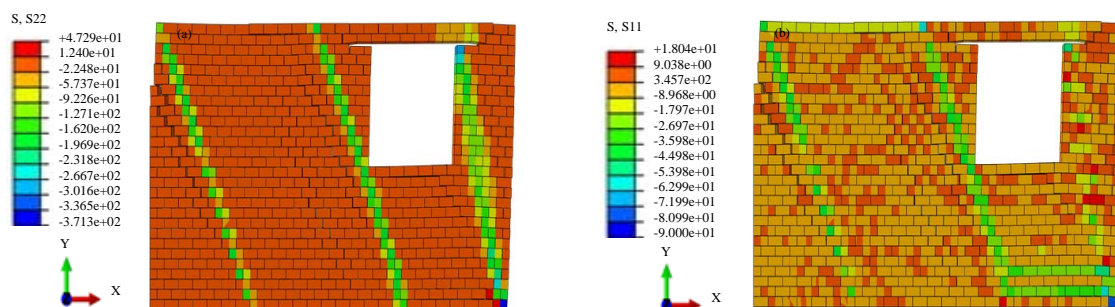 S, S22
+4.729e+01
1.240e+01
-2.248e+01
-5.737e+01
-9.226e+01
-1.271e+02
-1.620e+02
-1.969e+02
-2.318e+02
-2.667e+02
-3.016e+02
-3.365e+02
-3.713e+02
Y
X
(a)
S, S11
+1.804e+01
9.038e+00
3.457e+02
-8.968e+00
-1.797e+01
-2.697e+01
-3.598e+01
-4.498e+01
-5.398e+01
-6.299e+01
-7.199e+01
-8.099e+01
-9.000e+01
Y
X
(b)